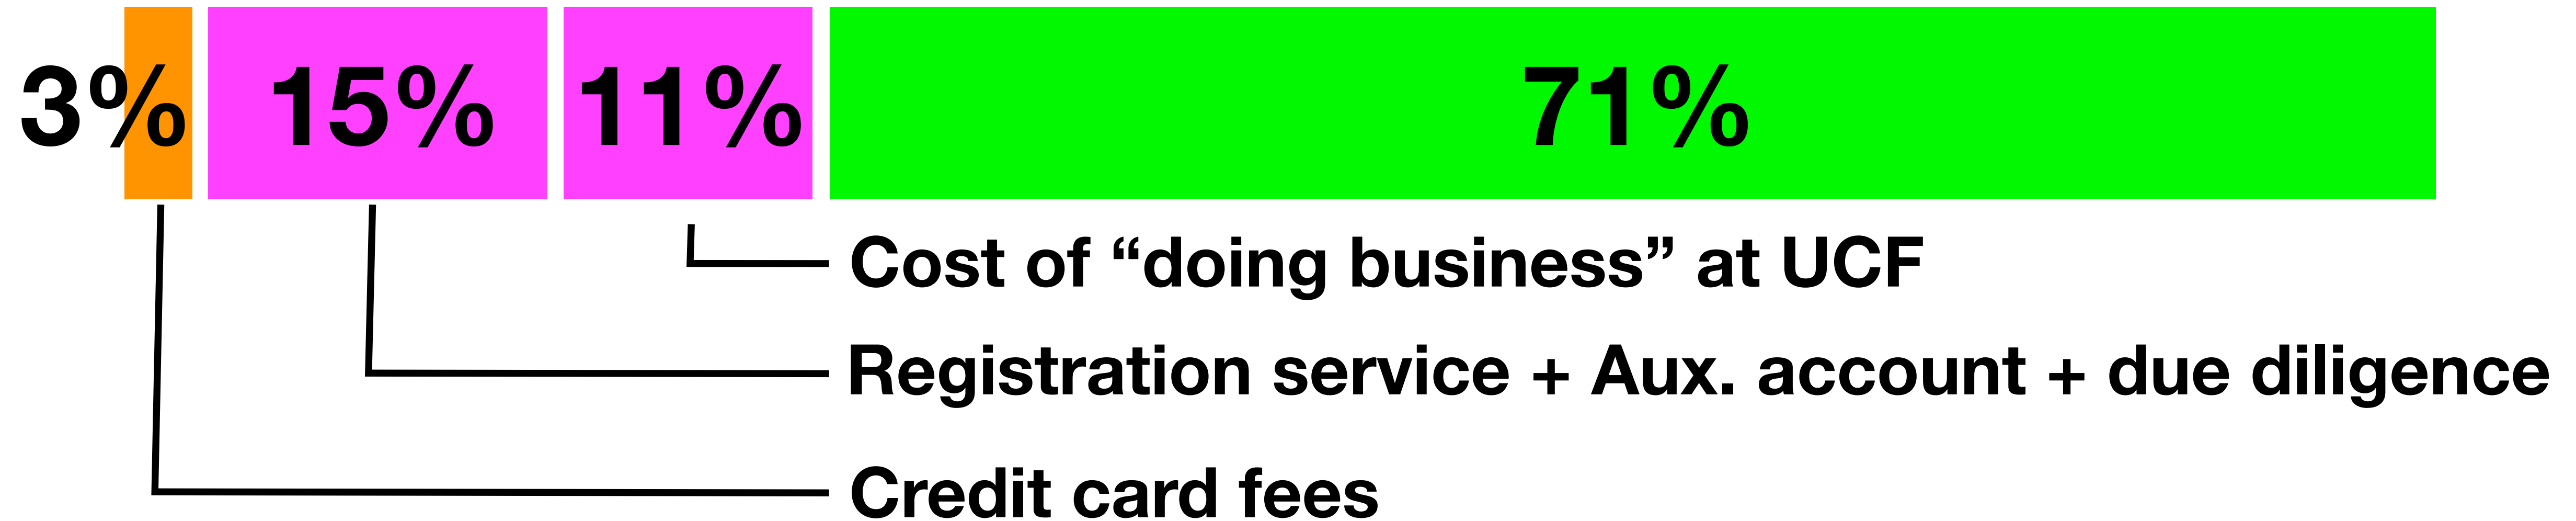 3% 15% 11% 71%
Cost of “doing business” at UCF
Registration service + Aux. account + due diligence
Credit card fees